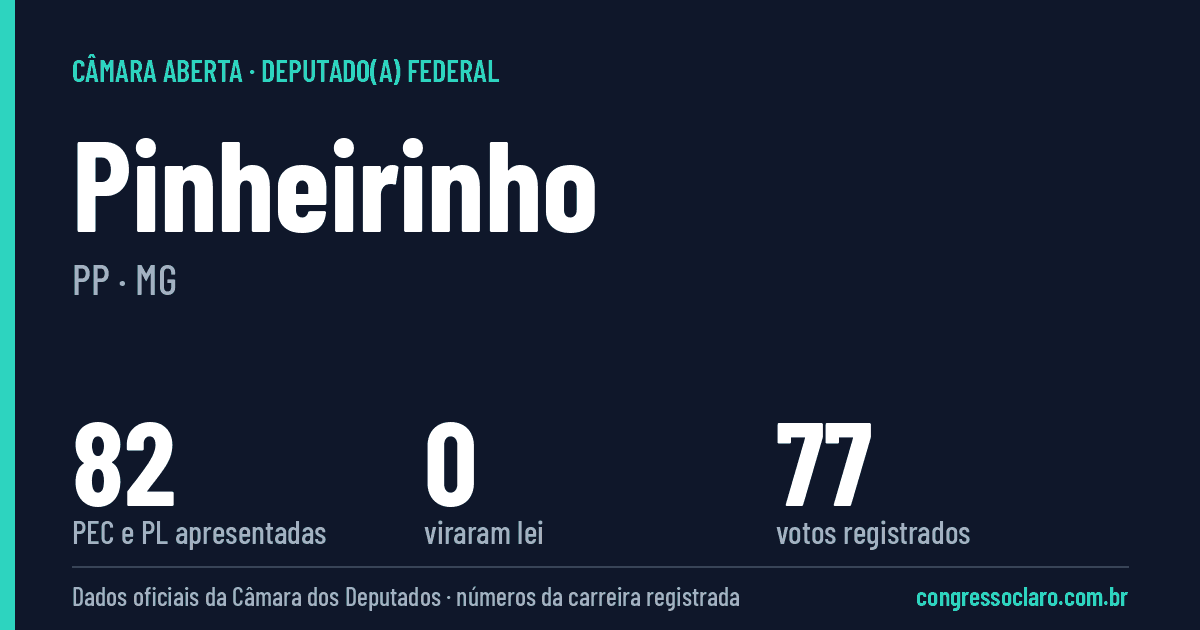 CÂMARA ABERTA · DEPUTADO(A) FEDERAL
Pinheirinho
PP · MG
82 0 77
PEC e PL apresentadas viraram lei votos registrados
Dados oficiais da Câmara dos Deputados · números da carreira registrada congressoclaro.com.br